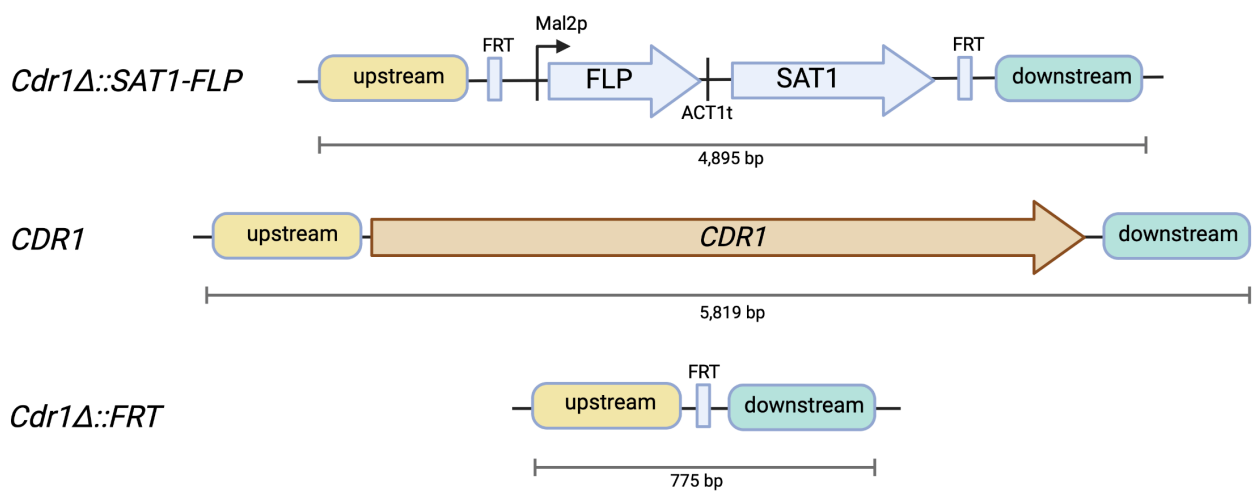 Mal2p
FRT
FRT
Cdr1Δ::SAT1-FLP
upstream
FLP
SAT1
downstream
ACT1t
4,895 bp
CDR1
upstream
CDR1
downstream
5,819 bp
FRT
Cdr1Δ::FRT
upstream
downstream
775 bp